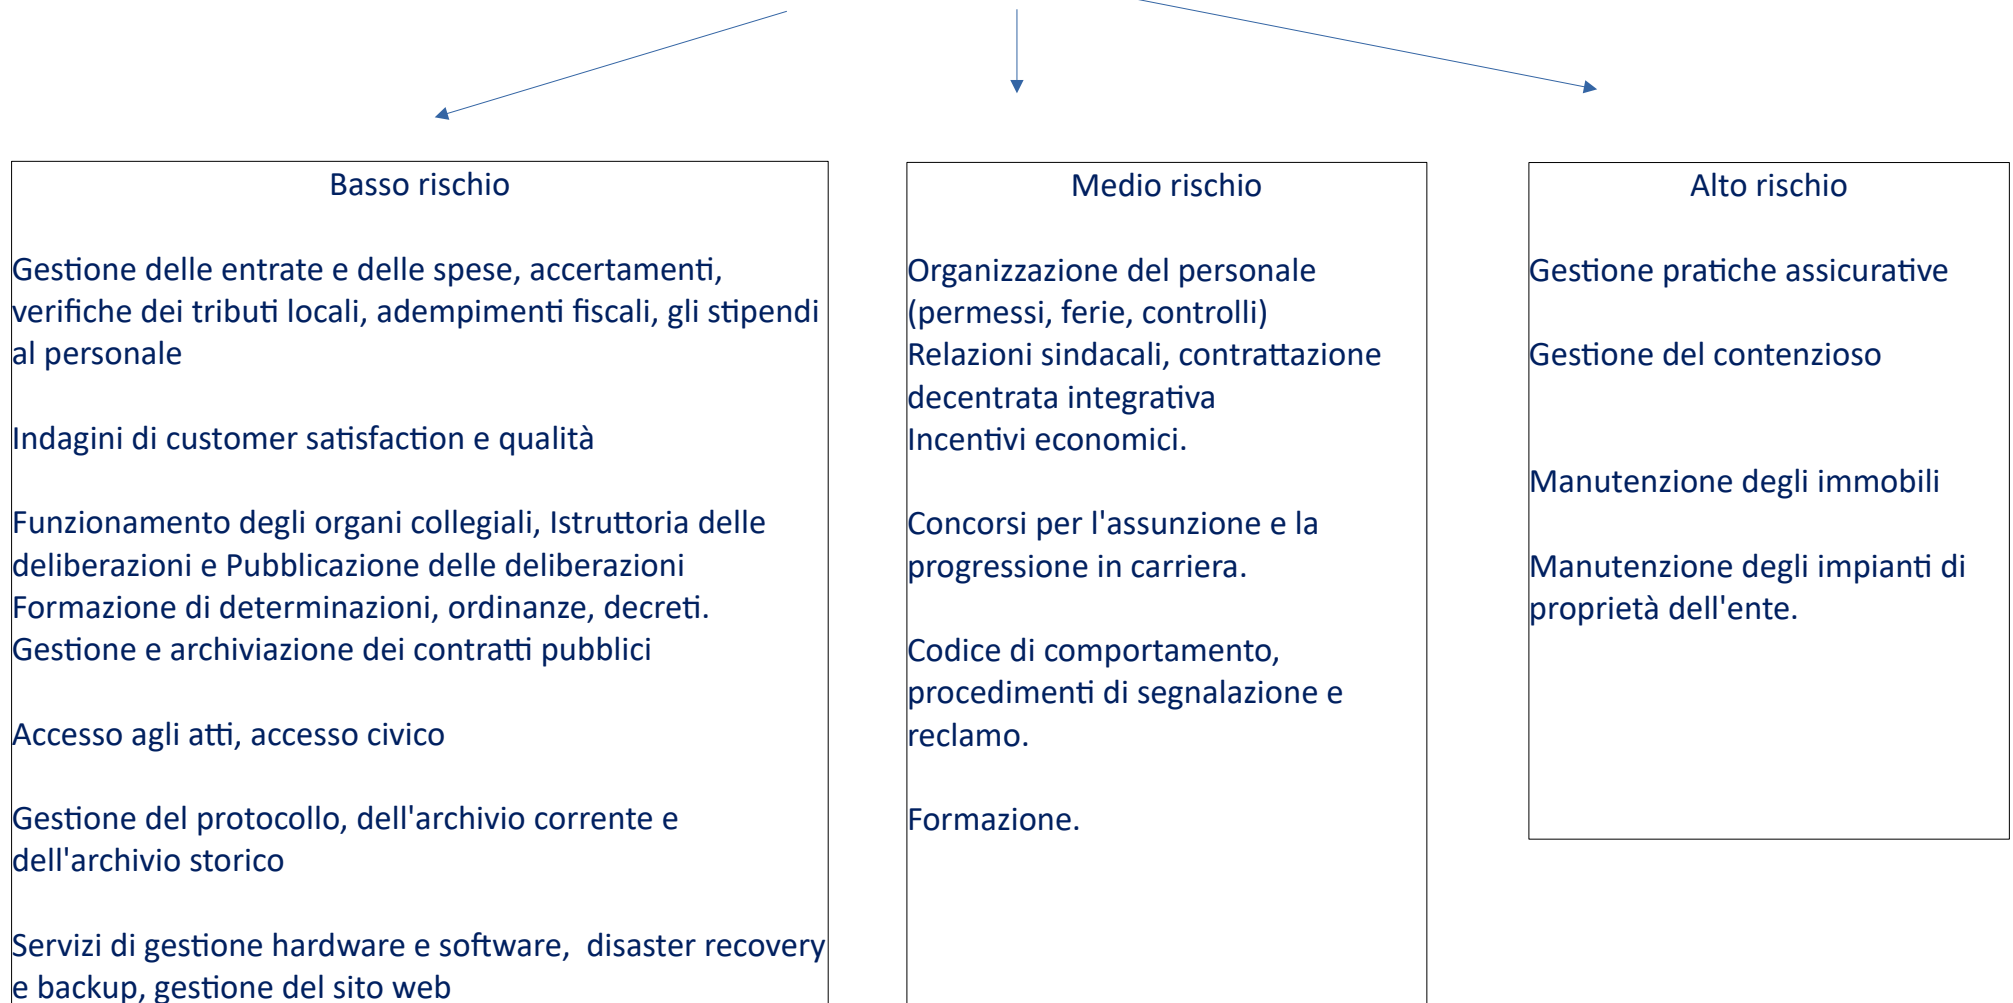 Basso rischio
Gestione delle entrate e delle spese, accertamenti,
verifiche dei tributi locali, adempimenti fiscali, gli stipendi
al personale
Indagini di customer satisfaction e qualità
Funzionamento degli organi collegiali, Istruttoria delle
deliberazioni e Pubblicazione delle deliberazioni
Formazione di determinazioni, ordinanze, decreti.
Gestione e archiviazione dei contratti pubblici
Accesso agli atti, accesso civico
Gestione del protocollo, dell'archivio corrente e
dell'archivio storico
Servizi di gestione hardware e software,  disaster recovery
e backup, gestione del sito web
Medio rischio
Organizzazione del personale
(permessi, ferie, controlli)
Relazioni sindacali, contrattazione
decentrata integrativa
Incentivi economici.
Concorsi per l'assunzione e la
progressione in carriera.
Codice di comportamento,
procedimenti di segnalazione e
reclamo.
Formazione.
Alto rischio
Gestione pratiche assicurative
Gestione del contenzioso
Manutenzione degli immobili
Manutenzione degli impianti di
proprietà dell'ente.